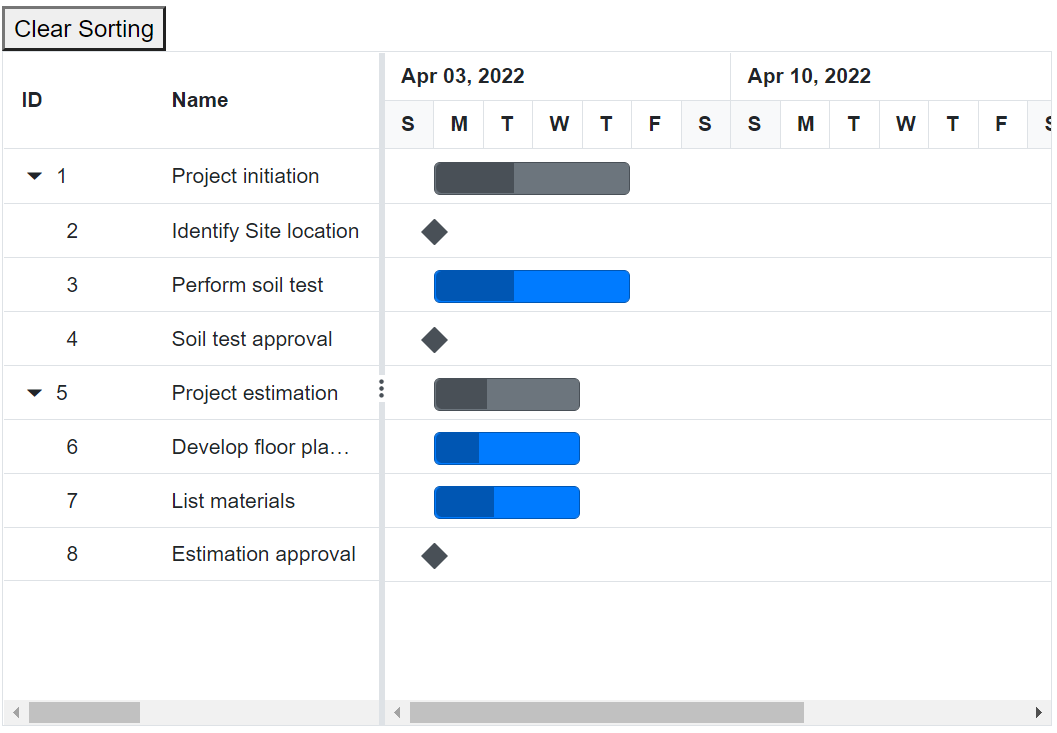 Clear Sorting
ID Name Apr 03, 2022 Apr 10, 2022
S M T W T F S S M T W T F S
1 Project initiation
2 Identify Site location
3 Perform soil test
4 Soil test approval
5 Project estimation
6 Develop floor pla…
7 List materials
8 Estimation approval